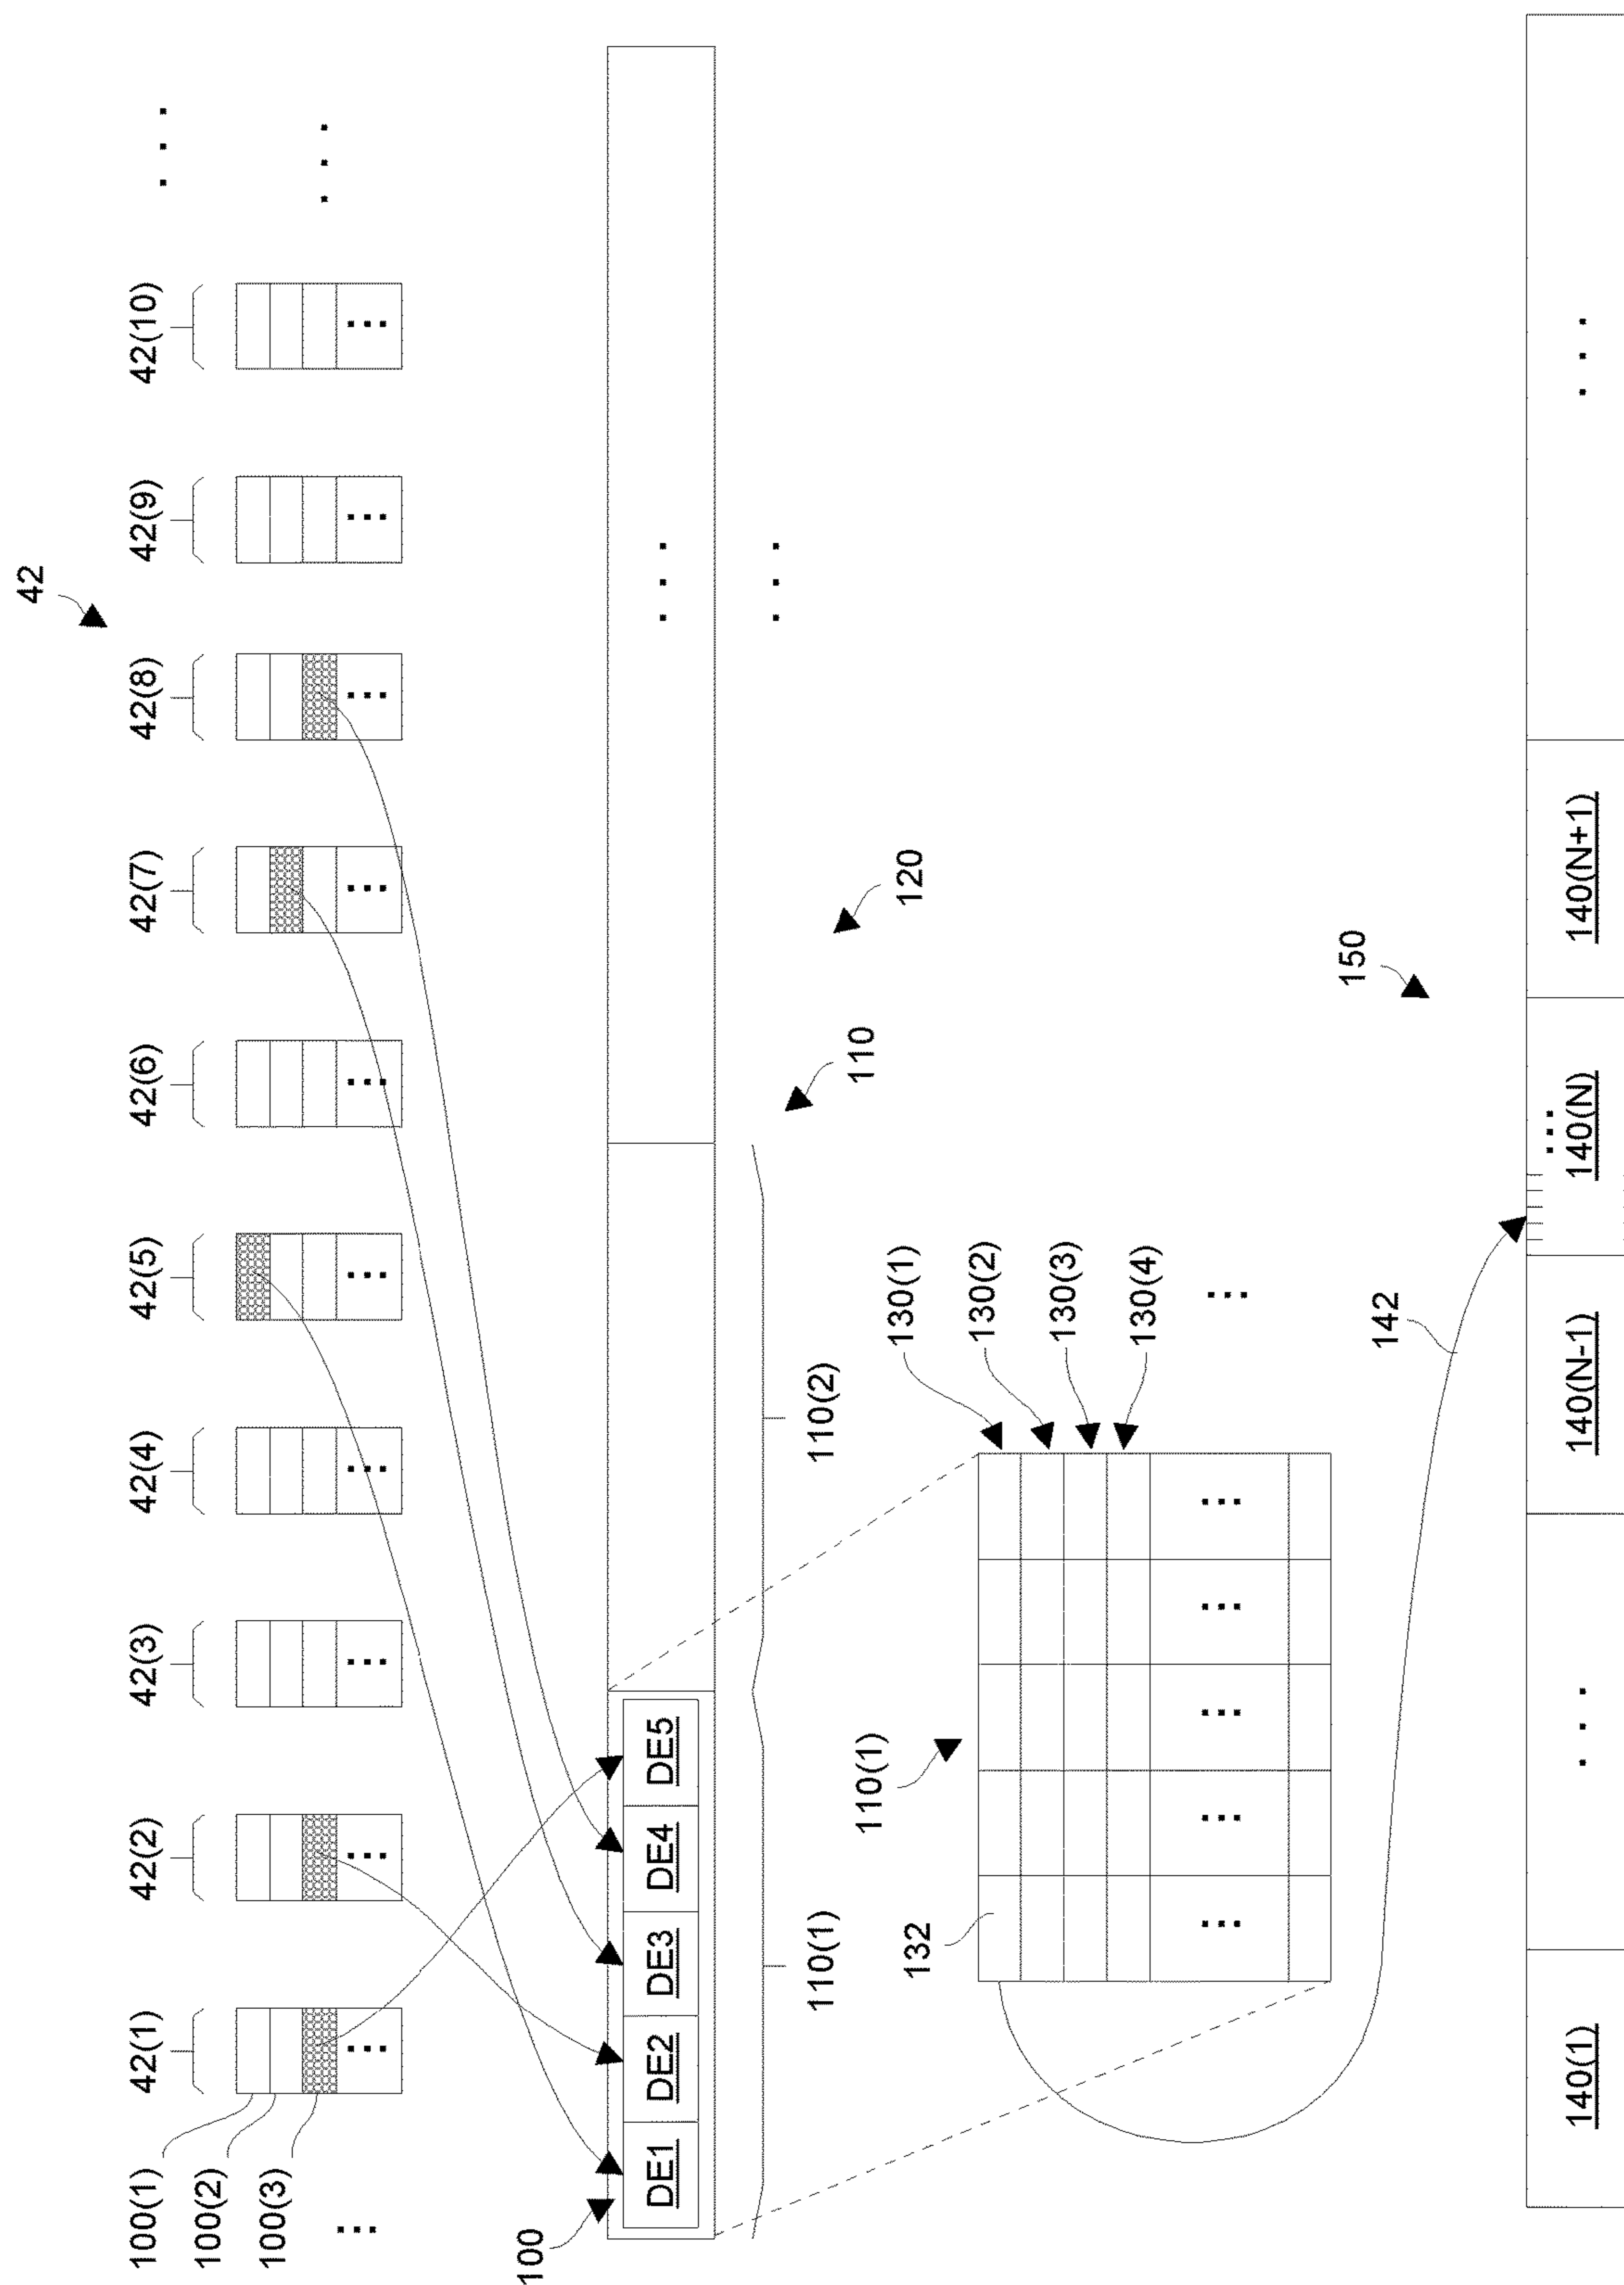 42
42(1) 42(2) 42(3) 42(4) 42(5) 42(6) 42(7) 42(8) 42(9) 42(10) . . .
100(1)
100(2)
100(3)
. . .
. . .
100
DE1 DE2 DE3 DE4 DE5 . . .
110(1) 110(2) 110 120 . . .
132 110(1) 130(1)
130(2)
130(3)
130(4)
. . . . . . . . . . . . . . . . . .
142 150
140(1) . . . 140(N-1) 140(N) 140(N+1) . . .